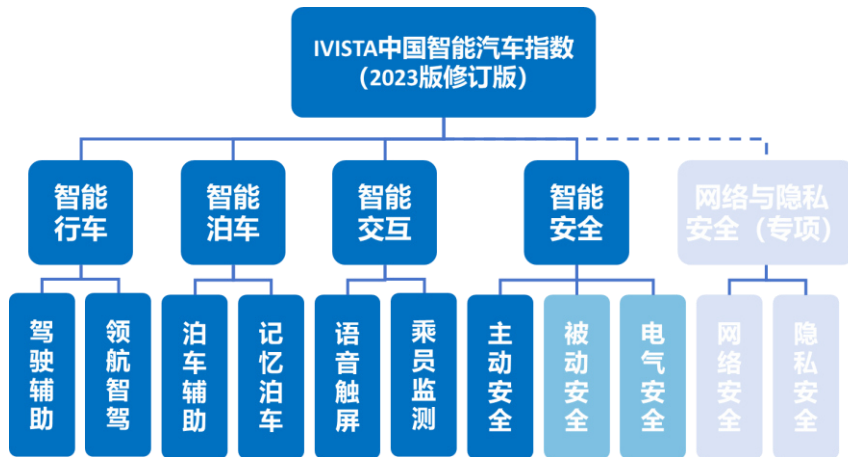 IVISTA中国智能汽车指数
（2023版修订版）
智能
行车
智能
泊车
智能
交互
智能
安全
网络与隐私
安全（专项）
驾驶辅助
领航智驾
泊车辅助
记忆泊车
语音触屏
乘员监测
主动安全
被动安全
电气安全
网络安全
隐私安全